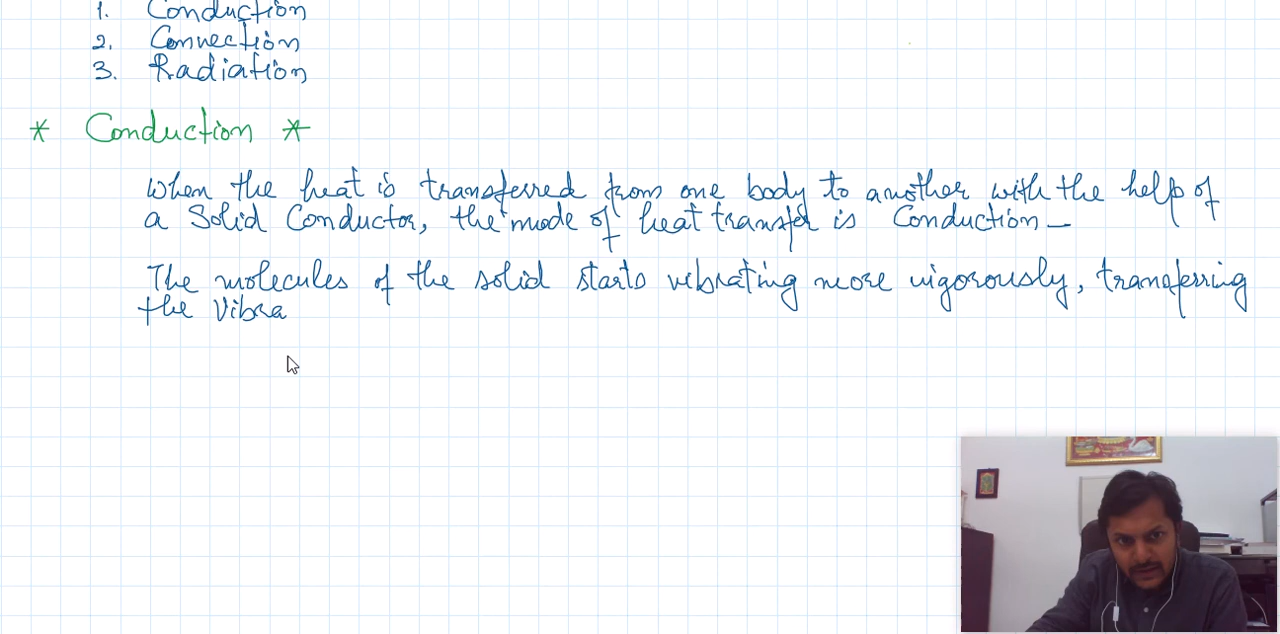 1. Conduction
2. Connection
3. Radiation
* Conduction *
When the heat is transferred from one body to another with the help of
a Solid Conductor, the mode of heat transfer is Conduction -
The molecules of the solid starts vibrating more vigorously, transferring
the Vibra